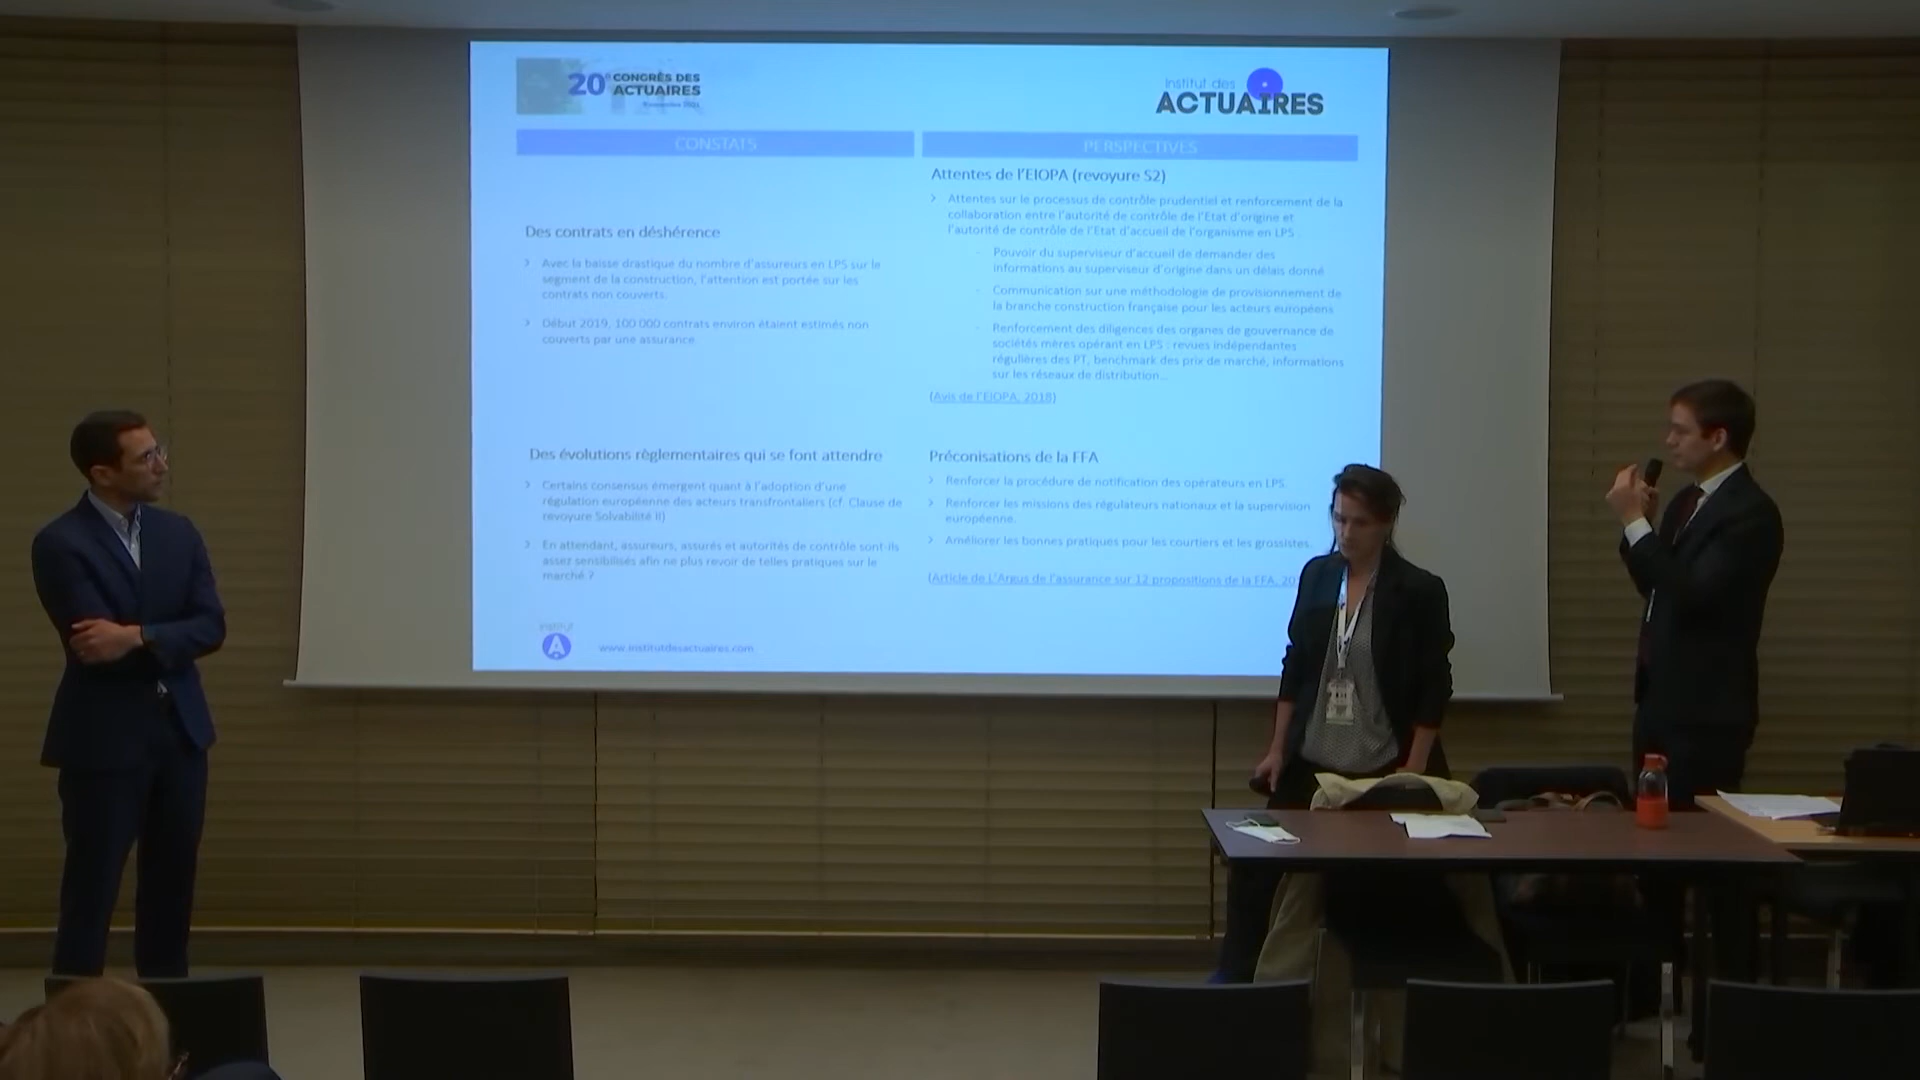 20e CONGRÈS DES
ACTUAIRES
Institut des
ACTUAIRES
CONSTATS
Des contrats en déshérence
> Avec la baisse drastique du nombre d'assureurs en LPS sur le
segment de la construction, l'attention est portée sur les
contrats non couverts.
> Début 2019, 100 000 contrats environ étaient estimés non
couverts par une assurance.
Des évolutions règlementaires qui se font attendre
> Certains consensus émergent quant à l'adoption d'une
régulation européenne des acteurs transfrontaliers (cf. Clause de
revoyure Solvabilité II)
> En attendant, assureurs, assurés et autorités de contrôle sont-ils
assez sensibilisés afin ne plus revoir de telles pratiques sur le
marché ?
PERSPECTIVES
Attentes de l'EIOPA (revoyure S2)
> Attentes sur le processus de contrôle prudentiel et renforcement de la
collaboration entre l'autorité de contrôle de l'Etat d'origine et
l'autorité de contrôle de l'Etat d'accueil de l'organisme en LPS :
- Pouvoir du superviseur d'accueil de demander des
informations au superviseur d'origine dans un délais donné
- Communication sur une méthodologie de provisionnement de
la branche construction française pour les acteurs européens
- Renforcement des diligences des organes de gouvernance de
sociétés mères opérant en LPS : revues indépendantes
régulières des PT, benchmark des prix de marché, informations
sur les réseaux de distribution...
(Avis de l'EIOPA, 2018)
Préconisations de la FFA
> Renforcer la procédure de notification des opérateurs en LPS.
> Renforcer les missions des régulateurs nationaux et la supervision
européenne.
> Améliorer les bonnes pratiques pour les courtiers et les grossistes.
(Article de L'Argus de l'assurance sur 12 propositions de la FFA, 20
Institut
A
www.institutdesactuaires.com